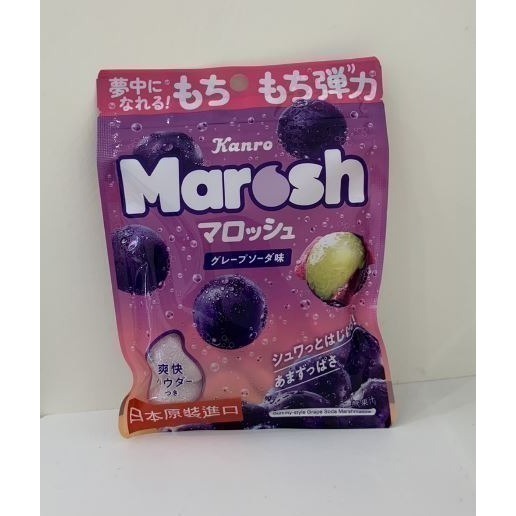 夢中に
なれる!
もちもち弾力
Kanro
Marosh
マロッシュ
グレープソーダ味
シュワっとはじける!
あまずっぱさ
爽快
パウダー
つき
日本原裝進口
Gummy-style Grape Soda Marshmallow
果汁